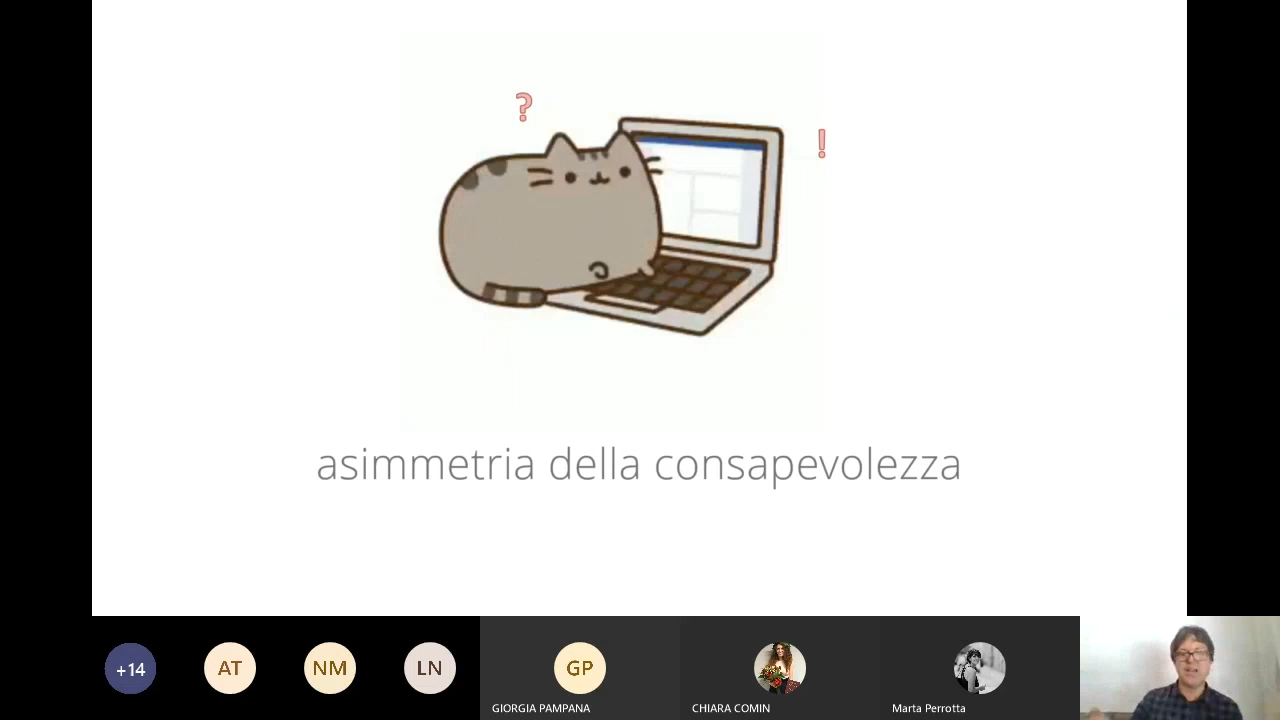 ?
!
asimmetria della consapevolezza
+14
AT
NM
LN
GP
GIORGIA PAMPANA
CHIARA COMIN
Marta Perrotta